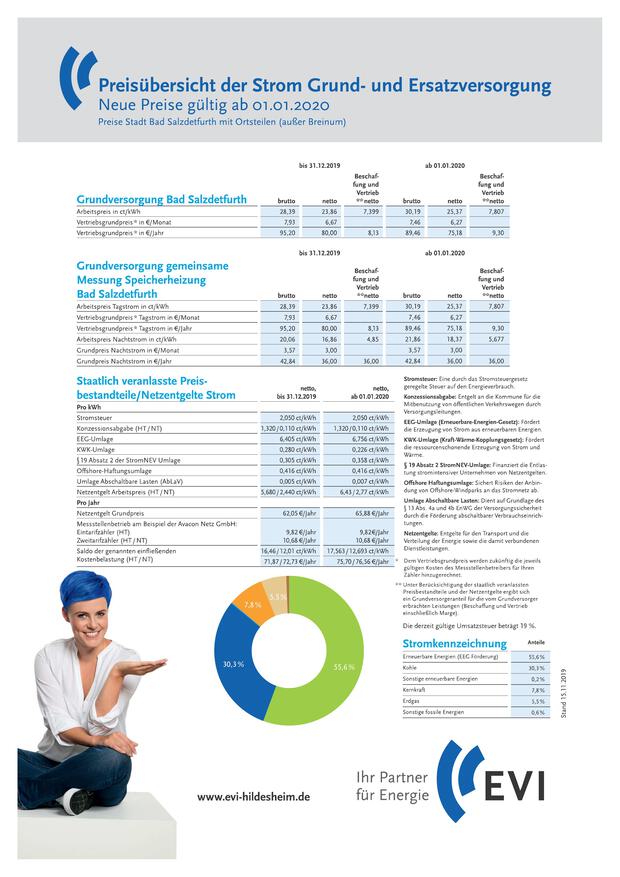 Preisübersicht der Strom Grund- und Ersatzversorgung
Neue Preise gültig ab 01.01.2020
Preise Stadt Bad Salzdetfurth mit Ortsteilen (außer Breinum)
bis 31.12.2019 ab 01.01.2020
Grundversorgung Bad Salzdetfurth brutto netto Beschaf-fung und Vertrieb **netto brutto netto Beschaf-fung und Vertrieb **netto
Arbeitspreis in ct/kWh 28,39 23,86 7,399 30,19 25,37 7,807
Vertriebsgrundpreis* in €/Monat 7,93 6,67 7,46 6,27
Vertriebsgrundpreis* in €/Jahr 95,20 80,00 8,13 89,46 75,18 9,30
bis 31.12.2019 ab 01.01.2020
Grundversorgung gemeinsame
Messung Speicherheizung
Bad Salzdetfurth brutto netto Beschaf-fung und Vertrieb **netto brutto netto Beschaf-fung und Vertrieb **netto
Arbeitspreis Tagstrom in ct/kWh 28,39 23,86 7,399 30,19 25,37 7,807
Vertriebsgrundpreis* Tagstrom in €/Monat 7,93 6,67 7,46 6,27
Vertriebsgrundpreis* Tagstrom in €/Jahr 95,20 80,00 8,13 89,46 75,18 9,30
Arbeitspreis Nachtstrom in ct/kWh 20,06 16,86 4,85 21,86 18,37 5,677
Grundpreis Nachtstrom in €/Monat 3,57 3,00 3,57 3,00
Grundpreis Nachtstrom in €/Jahr 42,84 36,00 36,00 42,84 36,00 36,00
Staatlich veranlasste Preis-
bestandteile/Netzentgelte Strom netto, bis 31.12.2019 netto, ab 01.01.2020
Pro kWh
Stromsteuer 2,050 ct/kWh 2,050 ct/kWh
Konzessionsabgabe (HT/NT) 1,320/0,110 ct/kWh 1,320/0,110 ct/kWh
EEG-Umlage 6,405 ct/kWh 6,756 ct/kWh
KWK-Umlage 0,280 ct/kWh 0,226 ct/kWh
§19 Absatz 2 der StromNEV Umlage 0,305 ct/kWh 0,358 ct/kWh
Offshore-Haftungsumlage 0,416 ct/kWh 0,416 ct/kWh
Umlage Abschaltbare Lasten (AbLaV) 0,005 ct/kWh 0,007 ct/kWh
Netzentgelt Arbeitspreis (HT/NT) 5,680/2,440 ct/kWh 6,43/2,77 ct/kWh
Pro Jahr
Netzentgelt Grundpreis 62,05 €/Jahr 65,88 €/Jahr
Messstellenbetrieb am Beispiel der Avacon Netz GmbH:
Eintarifzähler (HT) 9,82 €/Jahr 9,82€/Jahr
Zweitarifzähler (HT/NT) 10,68 €/Jahr 10,68 €/Jahr
Saldo der genannten einfließenden 16,46/12,01 ct/kWh 17,563/12,693 ct/kWh
Kostenbelastung (HT/NT) 71,87/72,73 €/Jahr 75,70/76,56 €/Jahr
Stromsteuer: Eine durch das Stromsteuergesetz
geregelte Steuer auf den Energieverbrauch.
Konzessionsabgabe: Entgelt an die Kommune für die
Mitbenutzung von öffentlichen Verkehrswegen durch
Versorgungsleitungen.
EEG-Umlage (Erneuerbare-Energien-Gesetz): Fördert
die Erzeugung von Strom aus erneuerbaren Energien.
KWK-Umlage (Kraft-Wärme-Kopplungsgesetz): Fördert
die ressourcenschonende Erzeugung von Strom und
Wärme.
§ 19 Absatz 2 StromNEV-Umlage: Finanziert die Entlas-
tung stromintensiver Unternehmen von Netzentgelten.
Offshore Haftungsumlage: Sichert Risiken der Anbin-
dung von Offshore-Windparks an das Stromnetz ab.
Umlage Abschaltbare Lasten: Dient auf Grundlage des
§ 13 Abs. 4a und 4b EnWG der Versorgungssicherheit
durch die Förderung abschaltbarer Verbrauchseinrich-
tungen.
Netzentgelte: Entgelte für den Transport und die
Verteilung der Energie sowie die damit verbundenen
Dienstleistungen.
* Dem Vertriebsgrundpreis werden zukünftig die jeweils
gültigen Kosten des Messstellenbetreibers für Ihren
Zähler hinzugerechnet.
** Unter Berücksichtigung der staatlich veranlassten
Preisbestandteile und der Netzentgelte ergibt sich
ein Grundversorgeranteil für die vom Grundversorger
erbrachten Leistungen (Beschaffung und Vertrieb
einschließlich Marge).
Die derzeit gültige Umsatzsteuer beträgt 19 %.
Stromkennzeichnung Anteile
Erneuerbare Energien (EEG Förderung) 55,6%
Kohle 30,3%
Sonstige erneuerbare Energien 0,2%
Kernkraft 7,8%
Erdgas 5,5%
Sonstige fossile Energien 0,6%
Stand 15.11.2019
5,5%
7,8%
30,3%
55,6%
www.evi-hildesheim.de
Ihr Partner
für Energie
EVI